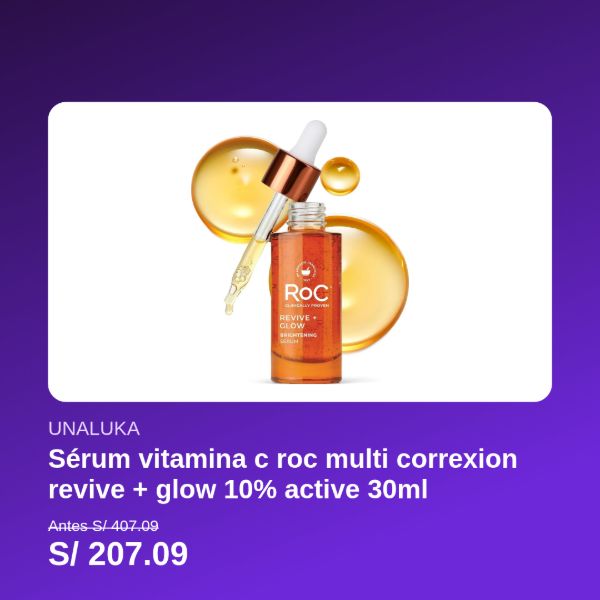 RoC
CLINICALLY PROVEN
REVIVE +
GLOW
BRIGHTENING
SERUM
UNALUKA
Sérum vitamina c roc multi correxion
revive + glow 10% active 30ml
Antes S/ 407.09
S/ 207.09